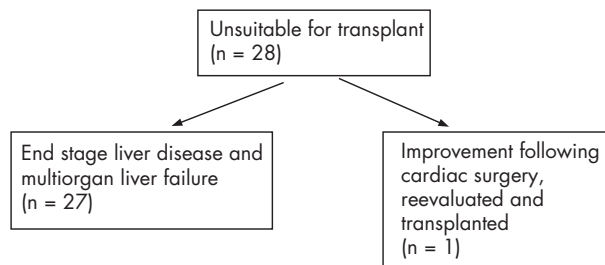 Unsuitable for transplant
(n = 28)
End stage liver disease and
multiorgan liver failure
(n = 27)
Improvement following
cardiac surgery,
reevaluated and
transplanted
(n = 1)